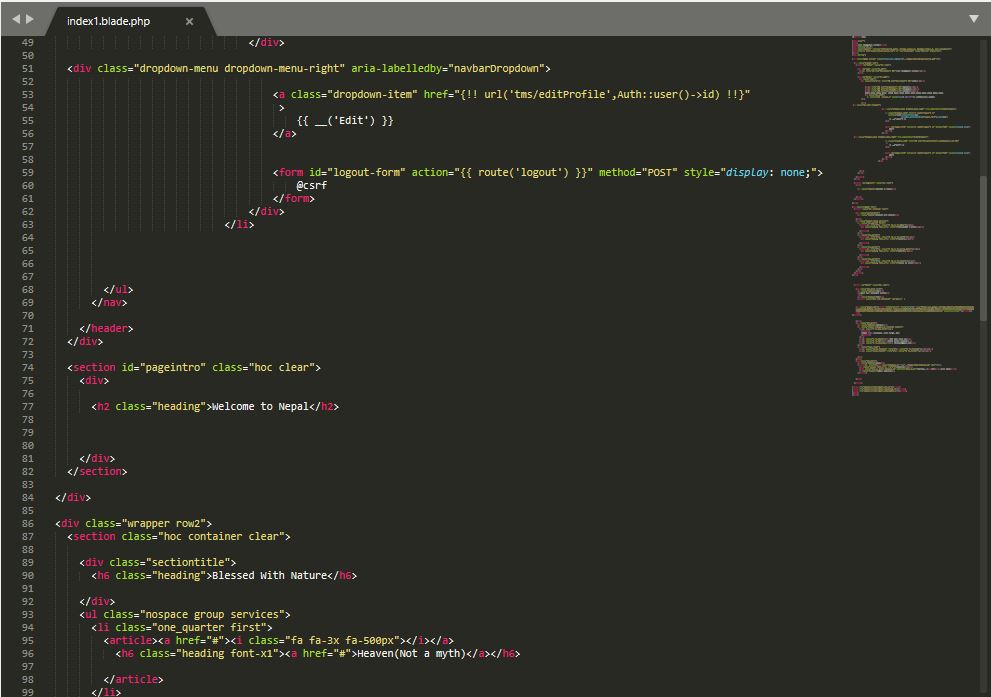 index1.blade.php ×
49 </div>
50
51 <div class="dropdown-menu dropdown-menu-right" aria-labelledby="navbarDropdown">
52
53 <a class="dropdown-item" href="{!! url('tms/editProfile',Auth::user()->id) !!}"
54 >
55 {{ __('Edit') }}
56 </a>
57
58
59 <form id="logout-form" action="{{ route('logout') }}" method="POST" style="display: none;">
60 @csrf
61 </form>
62 </div>
63 </li>
64
65
66
67
68 </ul>
69 </nav>
70
71 </header>
72 </div>
73
74 <section id="pageintro" class="hoc clear">
75 <div>
76
77 <h2 class="heading">Welcome to Nepal</h2>
78
79
80
81 </div>
82 </section>
83
84 </div>
85
86 <div class="wrapper row2">
87 <section class="hoc container clear">
88
89 <div class="sectiontitle">
90 <h6 class="heading">Blessed With Nature</h6>
91
92 </div>
93 <ul class="nospace group services">
94 <li class="one_quarter first">
95 <article><a href="#"><i class="fa fa-3x fa-500px"></i></a>
96 <h6 class="heading font-x1"><a href="#">Heaven(Not a myth)</a></h6>
97
98 </article>
99 </li>